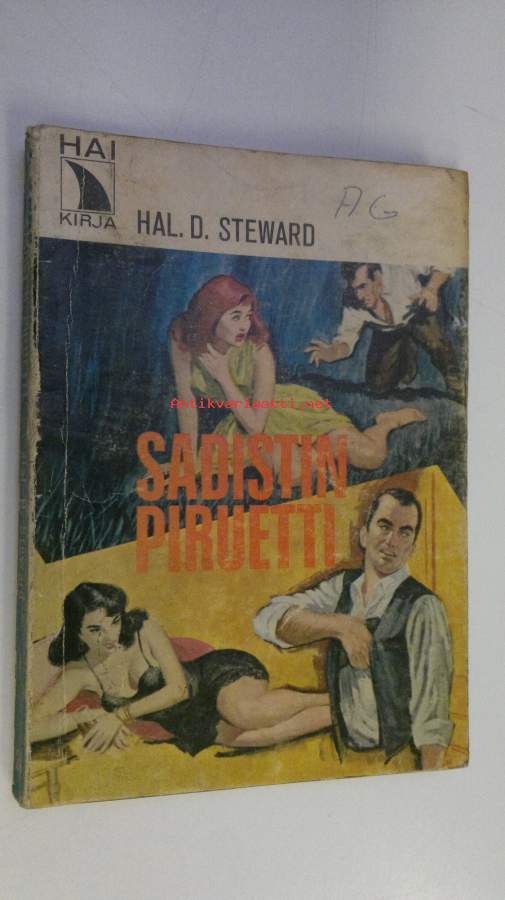 HAI
KIRJA
HAL. D. STEWARD
AG
Antikvariaatti.net
SADISTIN
PIRUETTI